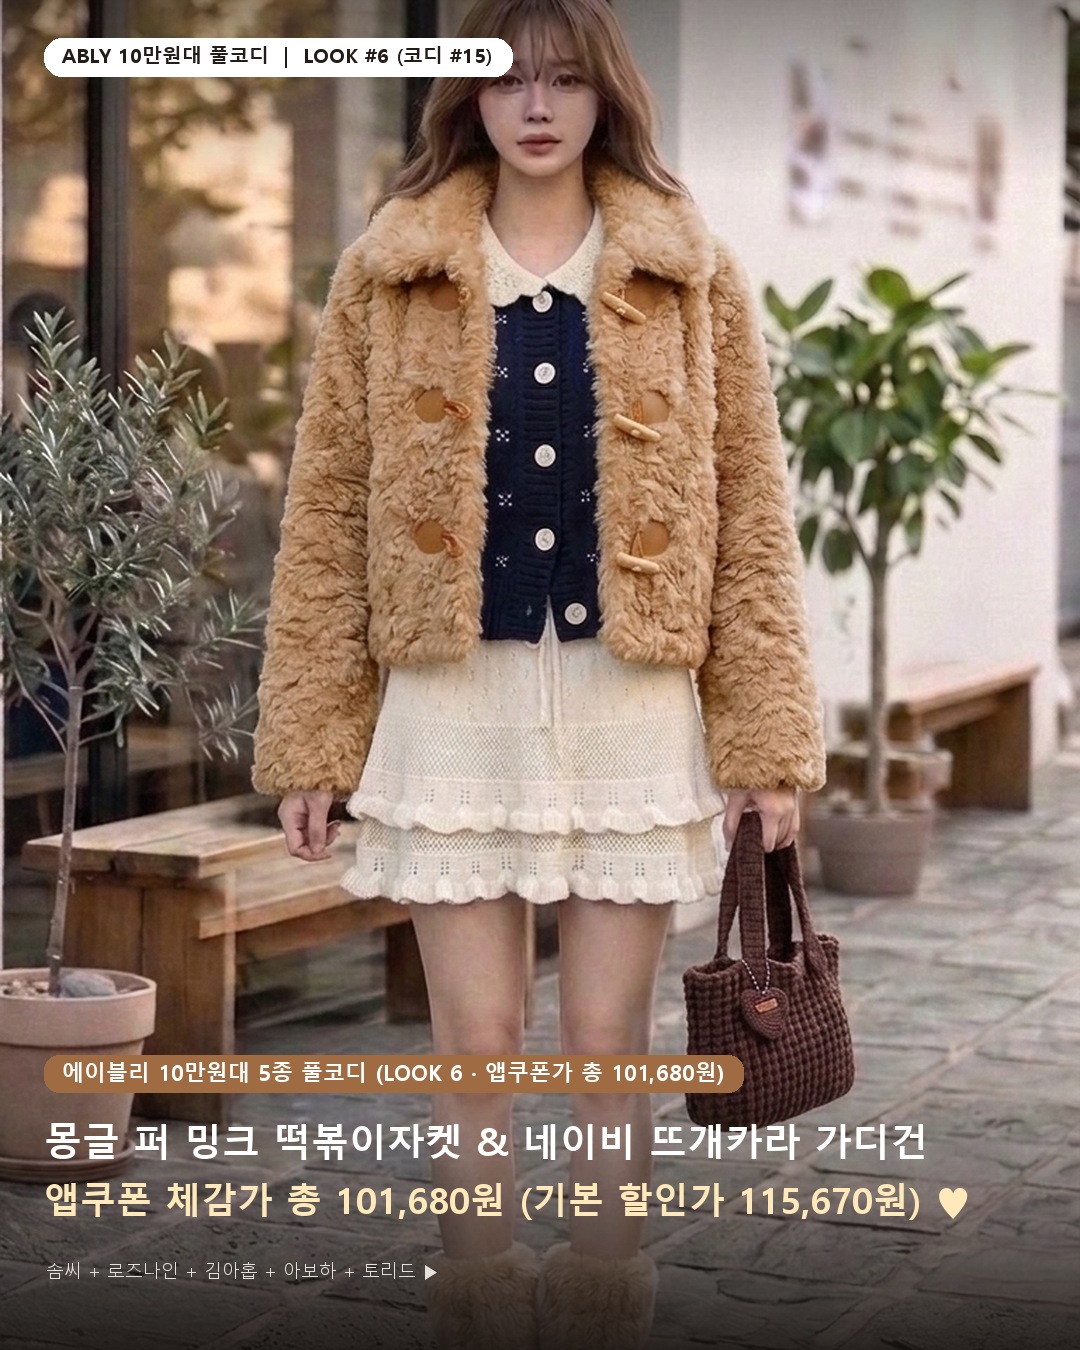 ABLY 10만원대 풀코디 | LOOK #6 (코디 #15)
에이블리 10만원대 5종 풀코디 (LOOK 6 · 앱쿠폰가 총 101,680원)
몽글 퍼 밍크 떡볶이자켓 & 네이비 뜨개카라 가디건
앱쿠폰 체감가 총 101,680원 (기본 할인가 115,670원) ♥
솜씨 + 로즈나인 + 김아홉 + 아보하 + 토리드 ▶